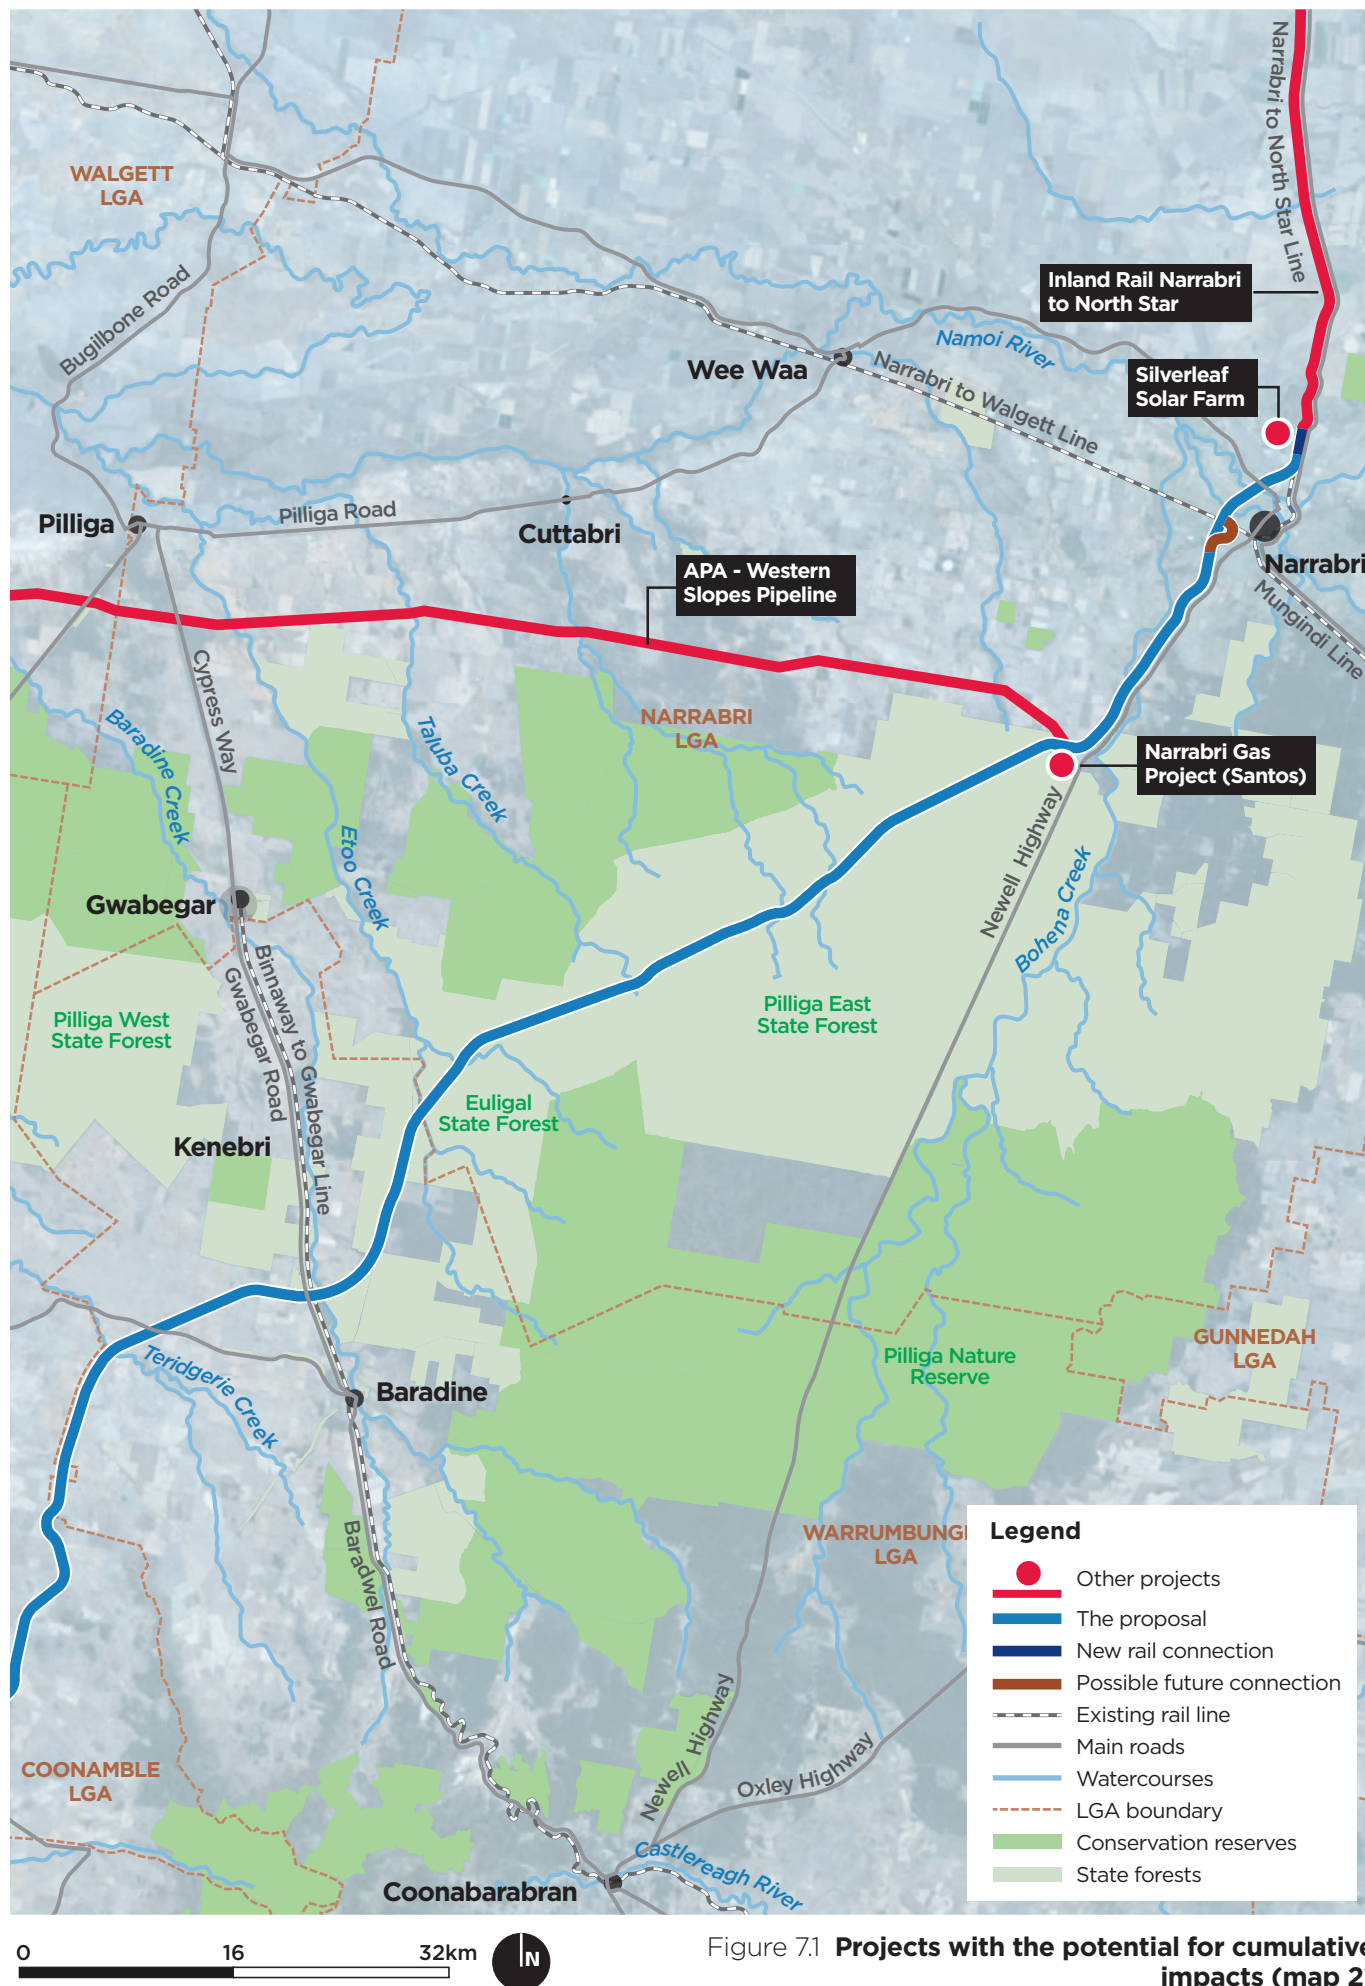 WALGETT
LGA
Narrabri to North Star Line
Bugilbone Road
Inland Rail Narrabri
to North Star
Namoi River
Wee Waa
Narrabri to Walgett Line
Silverleaf
Solar Farm
Pilliga
Pilliga Road
Cuttabri
Narrabri
Mungindi Line
APA - Western
Slopes Pipeline
Cypress Way
Baradine Creek
Taluba Creek
NARRABRI
LGA
Narrabri Gas
Project (Santos)
Etoo Creek
Newell Highway
Bohena Creek
Gwabegar
Binnaway to Gwabegar Line
Gwabegar Road
Pilliga West
State Forest
Pilliga East
State Forest
Euligal
State Forest
Kenebri
Teridgerie Creek
Baradine
Pilliga Nature
Reserve
GUNNEDAH
LGA
Baradwel Road
WARRUMBUNG
LGA
COONAMBLE
LGA
Newell Highway
Oxley Highway
Castlereagh River
Coonabarabran
Legend
Other projects
The proposal
New rail connection
Possible future connection
Existing rail line
Main roads
Watercourses
LGA boundary
Conservation reserves
State forests
0 16 32km
N
Figure 7.1 Projects with the potential for cumulative
impacts (map 2